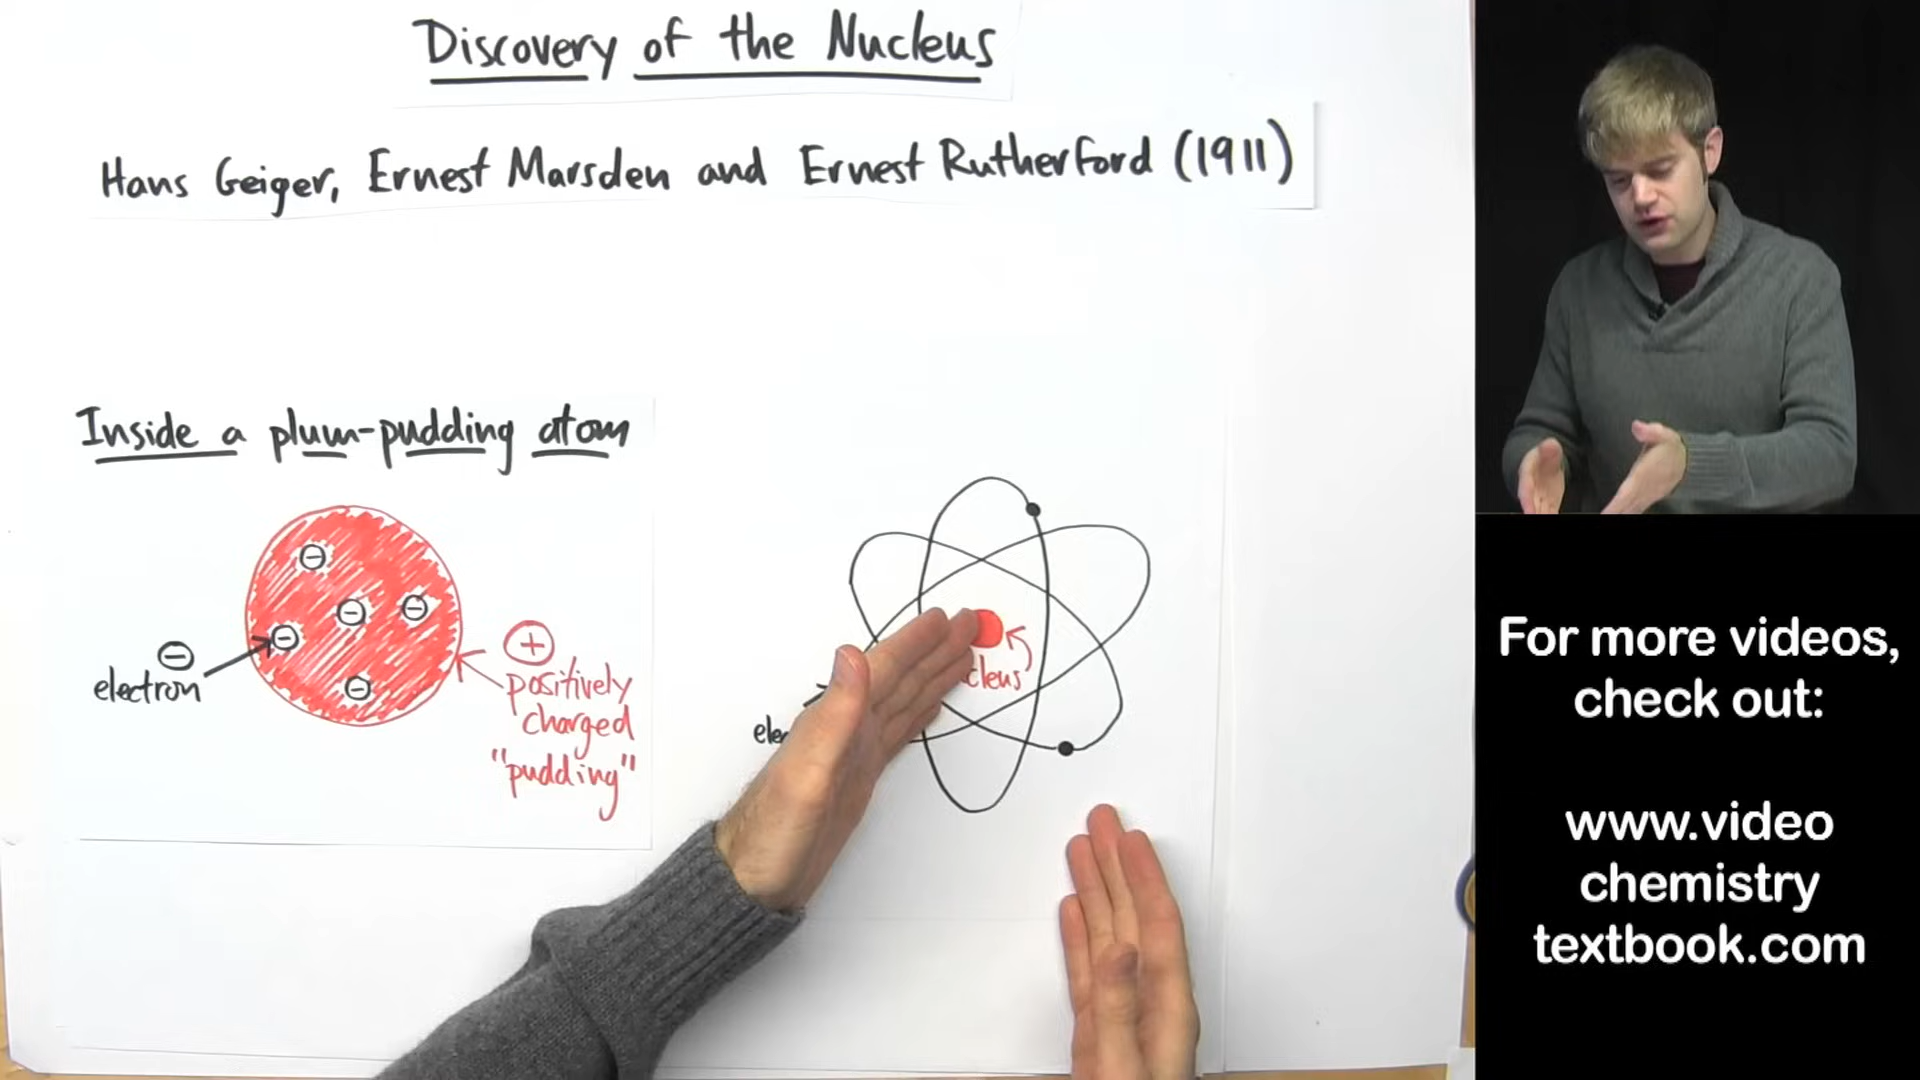 Discovery of the Nucleus
Hans Geiger, Ernest Marsden and Ernest Rutherford (1911)
Inside a plum-pudding atom
⊖
electron
⊕
positively
charged
"pudding"
For more videos,
check out:
www.video
chemistry
textbook.com